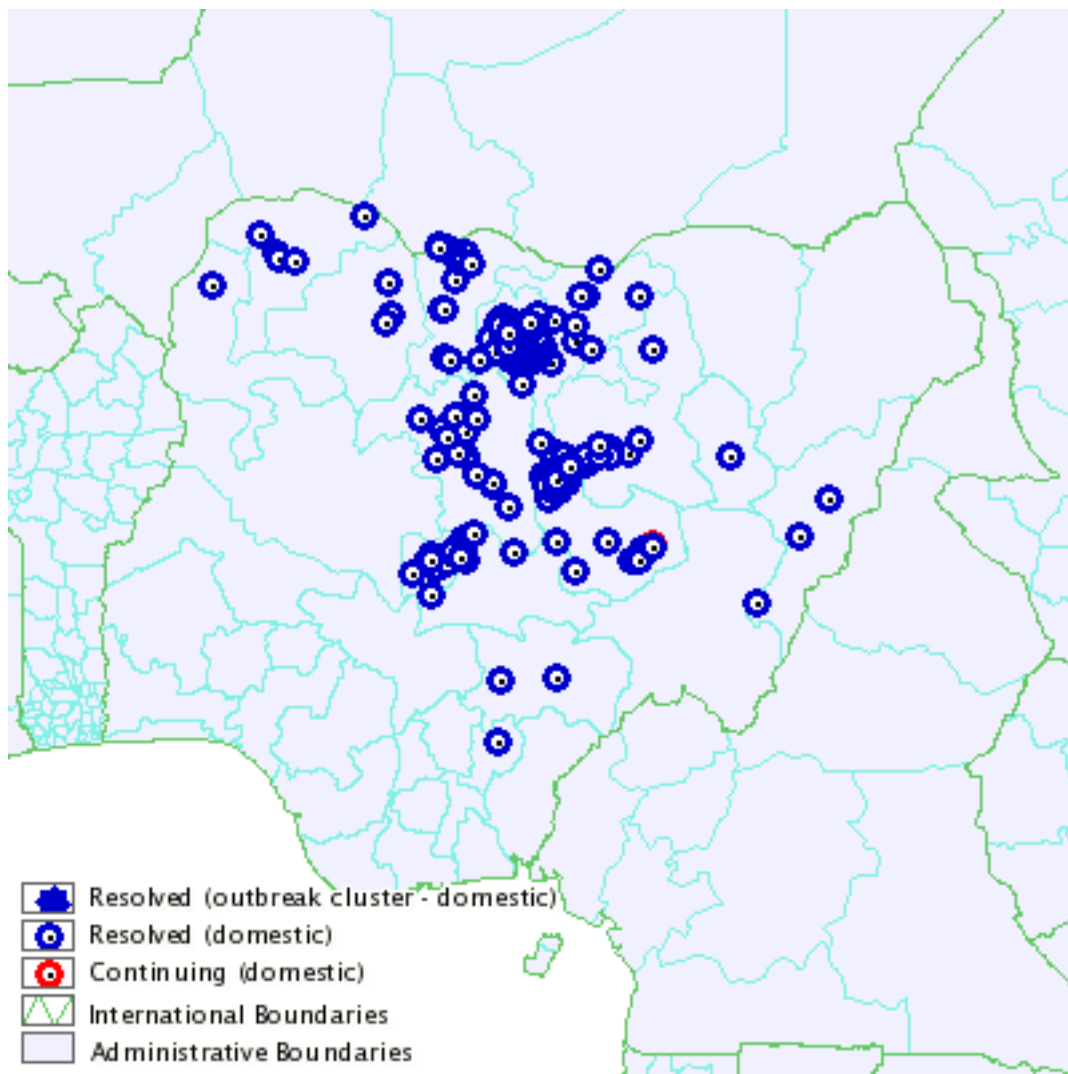 Resolved (outbreak cluster - domestic)
Resolved (domestic)
Continuing (domestic)
International Boundaries
Administrative Boundaries